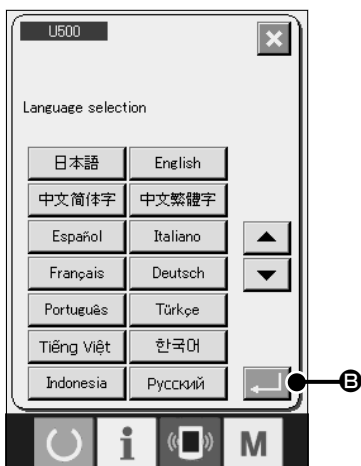 U500
Language selection
日本語 English
中文简体字 中文繁體字
Español Italiano
Français Deutsch
Português Türkçe
Tiếng Việt 한국어
Indonesia Русский
B
i M